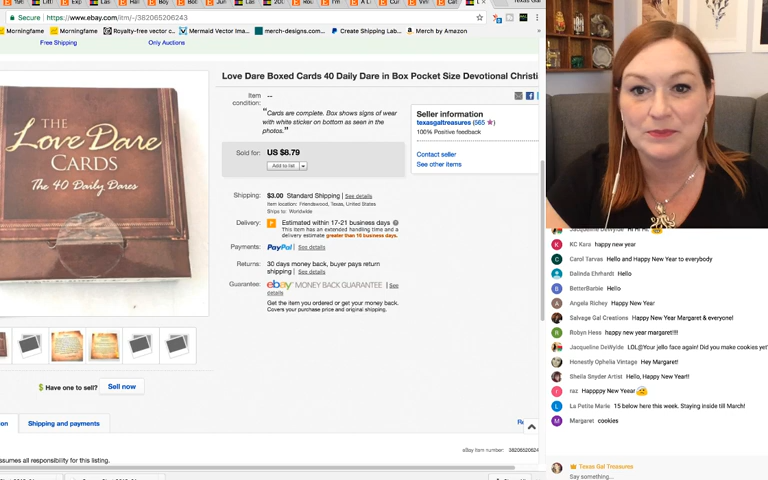 Secure https://www.ebay.com/itm/-/382065206243
Morningfame Morningfame Royalty-free vector c... Mermaid Vector Ima... merch-designs.com... Create Shipping Lab... Merch by Amazon
Free Shipping Only Auctions
THE
Love Dare
CARDS
The 40 Daily Dares
Have one to sell? Sell now
Shipping and payments
assumes all responsibility for this listing.
Love Dare Boxed Cards 40 Daily Dare in Box Pocket Size Devotional Christi
Item condition: --
"Cards are complete. Box shows signs of wear
with white sticker on bottom as seen in the
photos."
Sold for: US $8.79
Add to list
Shipping: $3.00 Standard Shipping | See details
Item location: Friendswood, Texas, United States
Ships to: Worldwide
Delivery: Estimated within 17-21 business days
This item has an extended handling time and a
delivery estimate greater than 10 business days.
Payments: PayPal | See details
Returns: 30 days money back, buyer pays return
shipping | See details
Guarantee: ebay MONEY BACK GUARANTEE | See
details
Get the item you ordered or get your money back.
Covers your purchase price and original shipping.
Seller information
texasgaltreasures (565 )
100% Positive feedback
Contact seller
See other items
eBay item number:
Jacqueline DeWylde Hi Hi Hi.
KC Kara happy new year
Carol Tarvas Hello and Happy New Year to everybody
Balinda Ehrhardt Hello
BetterBarbie Hello
Angela Richey Happy New Year
Salvage Gal Creations Happy New Year Margaret & everyone!
Robyn Hess happy new year margaret!!!!
Jacqueline DeWylde LOL@Your jello face again! Did you make cookies yet?
Honestly Ophelia Vintage Hey Margaret!
Sheila Snyder Artist Hello, Happy New Year!!
raz Happppy New Yeear
La Petite Marie 15 below here this week. Staying inside till March!
Margaret cookies
Texas Gal Treasures
Say something...